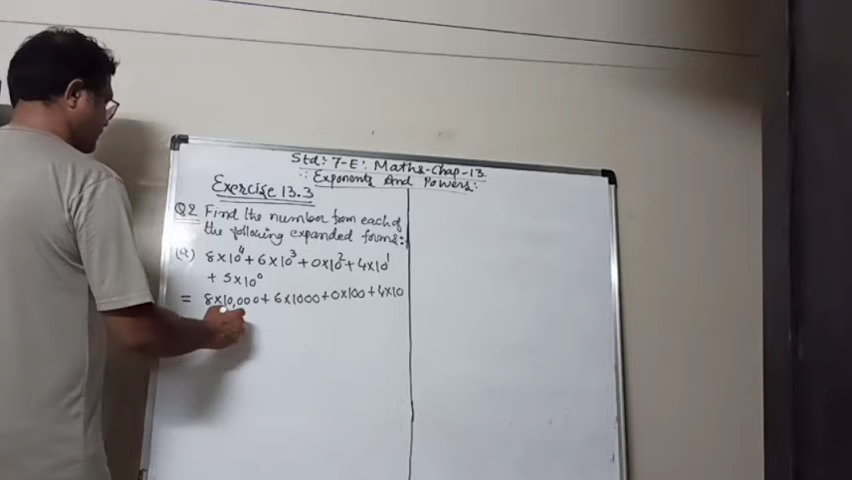 Std: 7-E: Maths-Chap-13.
:Exponents And Powers:
Exercise 13.3
Q2 Find the number from each of
the following expanded forms:
(a) 8×10⁴+6×10³+0×10²+4×10¹
+ 5×10⁰
= 8×10,000+6×1000+0×100+4×10